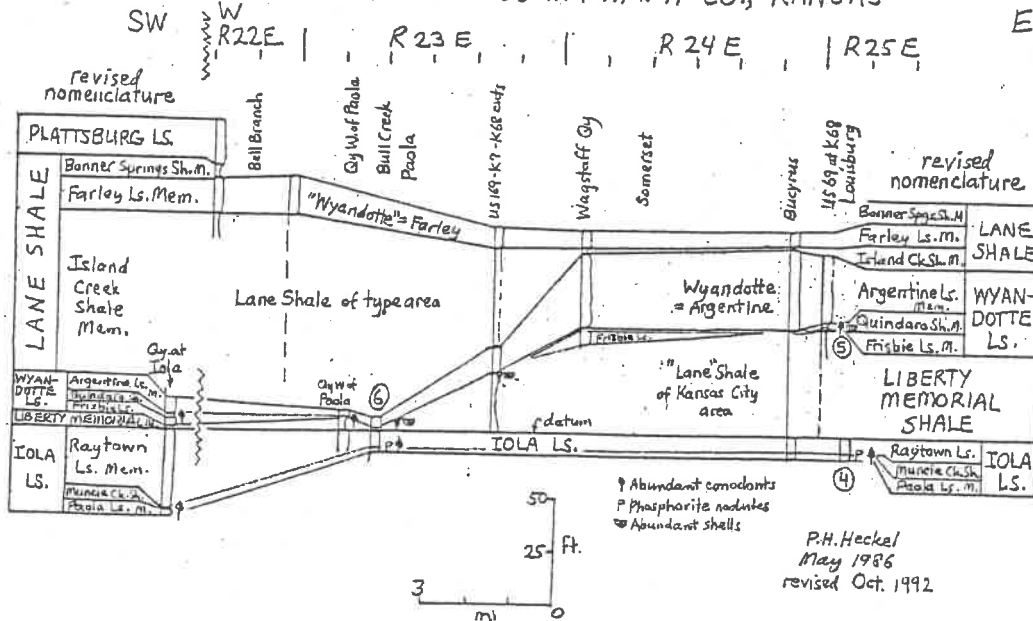 SW
W
E
R22E
R 23 E
R 24 E
R 25 E
revised
nomenclature
PLATTSBURG LS.
LANE SHALE
Bonner Springs Sh. M.
Farley Ls. Mem.
Island
Creek
Shale
Mem.
Qy. at
Iola
WYAN-
DOTTE
LS.
Argentine Ls. M.
Frisbie Ls.
LIBERTY MEMORIAL
IOLA
LS.
Raytown
Ls. Mem.
Muncie Ck. Sh.
Paola Ls. M.
Bell Branch
Qy W. of Paola
Bull Creek
Paola
US 169-K7-K68 cuts
Wagstaff Qy
Somerset
Bucyrus
US 69 at K68
Louisburg
"Wyandotte" = Farley
Lane Shale of type area
Qy W of
Paola
6
Wyandotte
= Argentine
Frisbie Ls.
"Lane" Shale
of Kansas City
area
datum
IOLA LS.
P
P
5
4
revised
nomenclature
Bonner Spgs Sh. M
Farley Ls. M.
Island Ck Sh. M.
LANE
SHALE
Argentine Ls.
Mem.
Quindaro Sh. M.
Frisbie Ls. M.
WYAN-
DOTTE
LS.
LIBERTY
MEMORIAL
SHALE
Raytown Ls.
Muncie Ck. Sh
Paola Ls. M.
IOLA
LS.
Abundant conodonts
P Phosphorite nodules
Abundant shells
50
25
ft.
0
3
mi
P.H. Heckel
May 1986
revised Oct. 1992